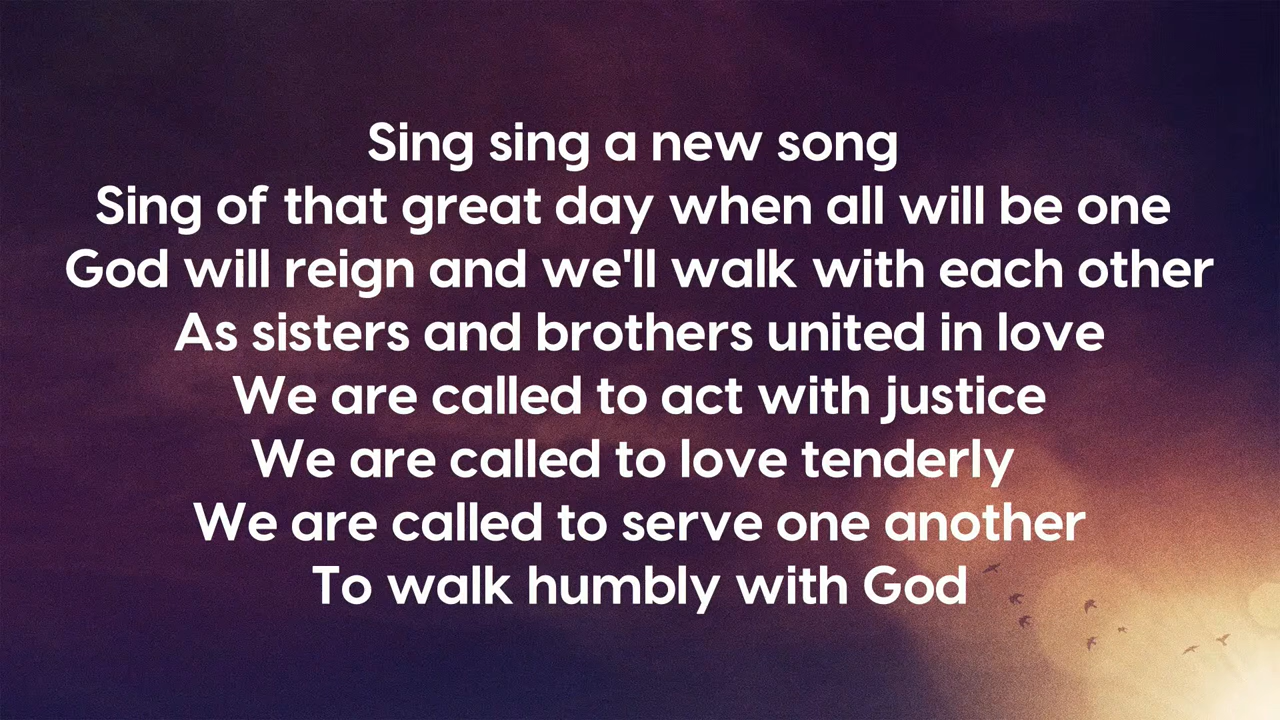 Sing sing a new song
Sing of that great day when all will be one
God will reign and we'll walk with each other
As sisters and brothers united in love
We are called to act with justice
We are called to love tenderly
We are called to serve one another
To walk humbly with God